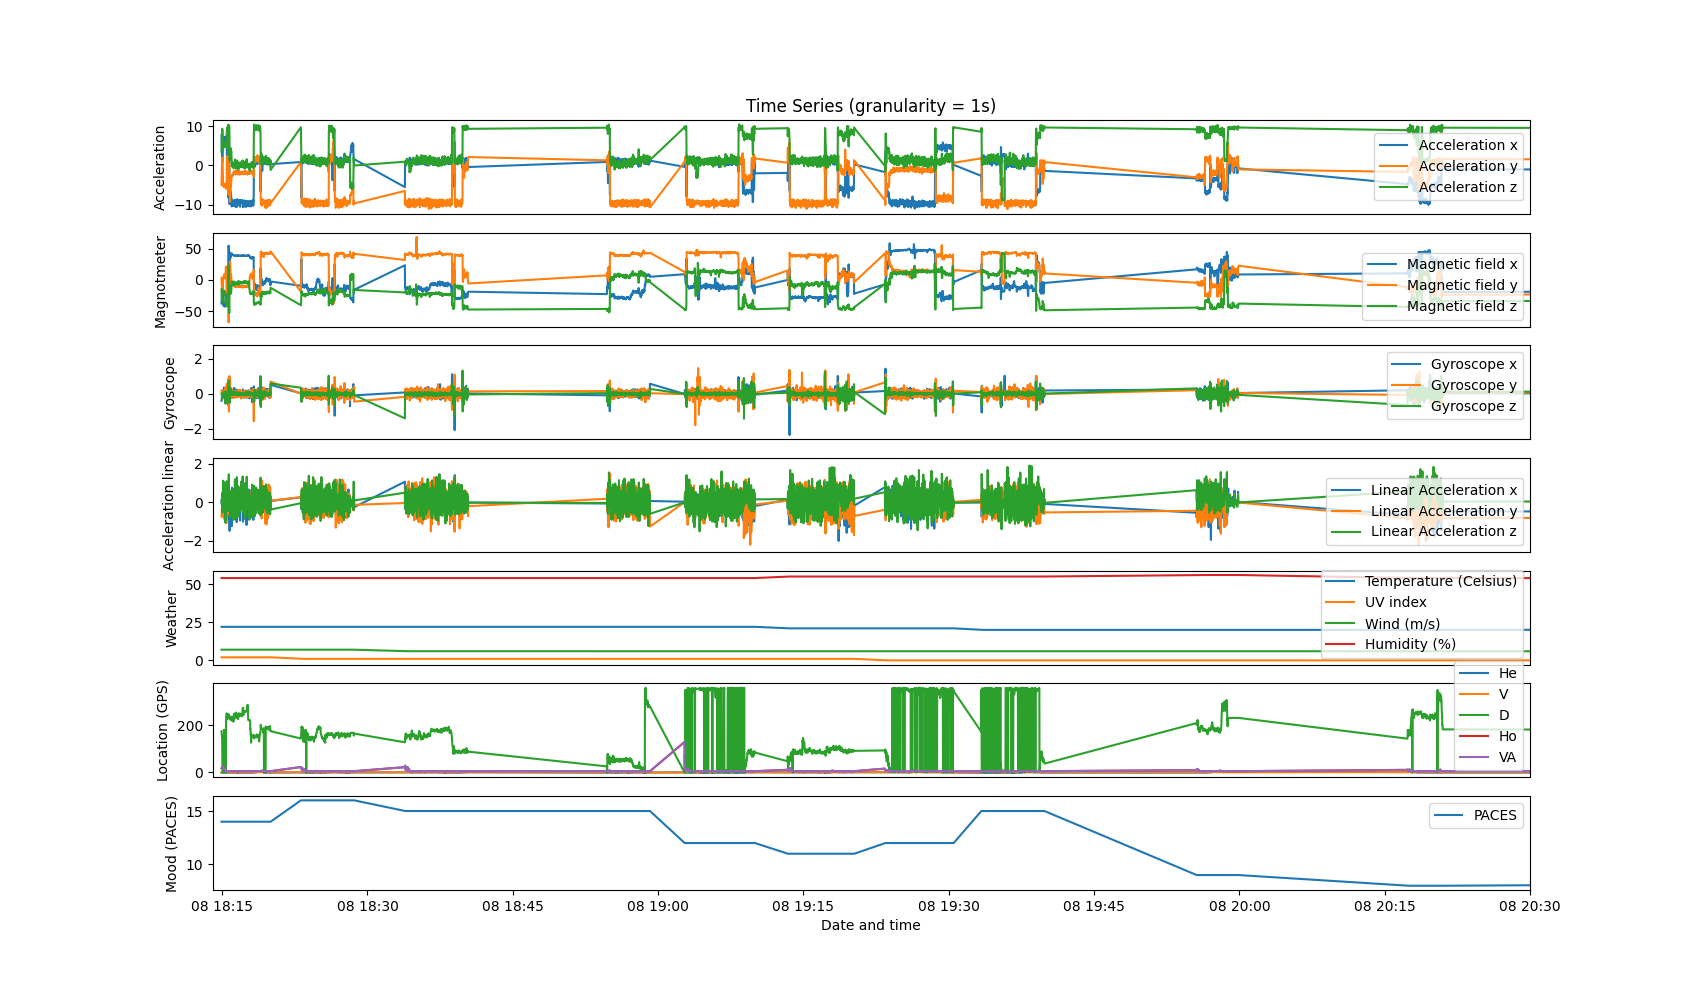 Time Series (granularity = 1s)
Acceleration
10
0
−10
Acceleration x
Acceleration y
Acceleration z
Magnotmeter
50
0
−50
Magnetic field x
Magnetic field y
Magnetic field z
Gyroscope
2
0
−2
Gyroscope x
Gyroscope y
Gyroscope z
Acceleration linear
2
0
−2
Linear Acceleration x
Linear Acceleration y
Linear Acceleration z
Weather
50
25
0
Temperature (Celsius)
UV index
Wind (m/s)
Humidity (%)
Location (GPS)
200
0
He
V
D
Ho
VA
Mood (PACES)
15
10
PACES
08 18:15 08 18:30 08 18:45 08 19:00 08 19:15 08 19:30 08 19:45 08 20:00 08 20:15 08 20:30
Date and time